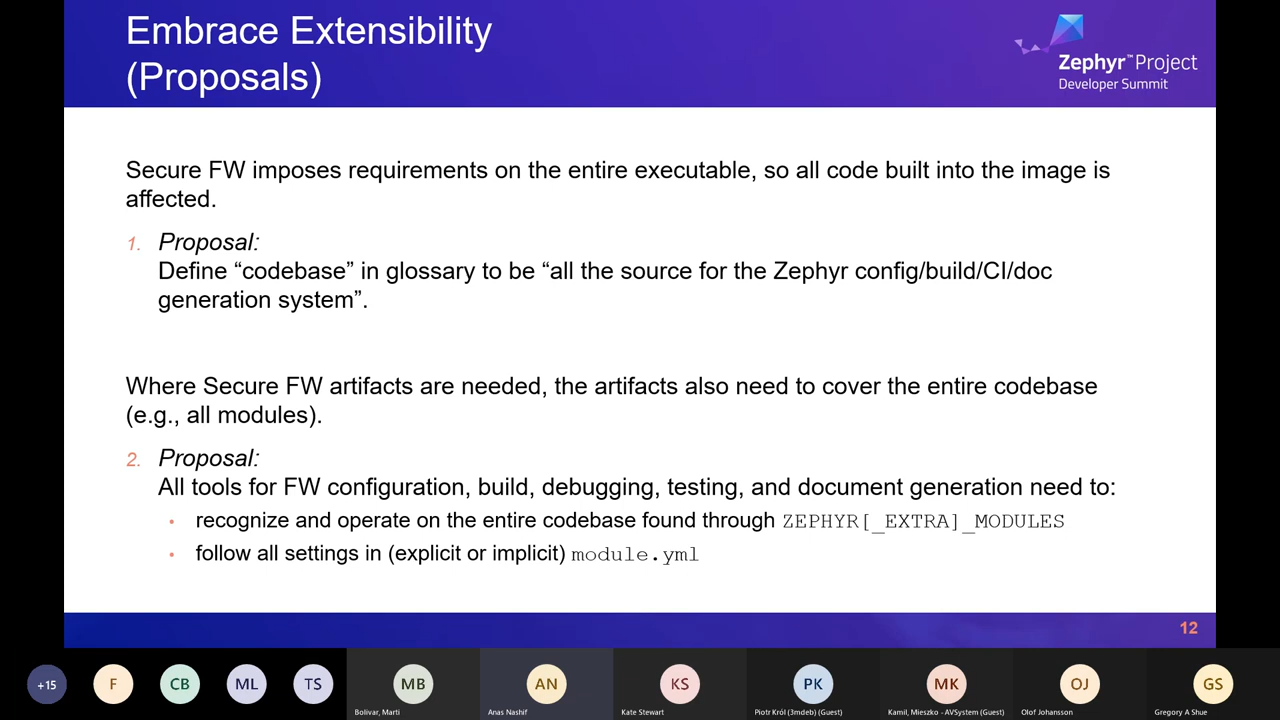 Embrace Extensibility
(Proposals)
Zephyr™Project
Developer Summit
Secure FW imposes requirements on the entire executable, so all code built into the image is
affected.
1. Proposal:
Define “codebase” in glossary to be “all the source for the Zephyr config/build/CI/doc
generation system”.
Where Secure FW artifacts are needed, the artifacts also need to cover the entire codebase
(e.g., all modules).
2. Proposal:
All tools for FW configuration, build, debugging, testing, and document generation need to:
• recognize and operate on the entire codebase found through ZEPHYR[_EXTRA]_MODULES
• follow all settings in (explicit or implicit) module.yml
12
+15 F CB ML TS MB AN KS PK MK OJ GS
Bolivar, Marti Anas Nashif Kate Stewart Piotr Król (3mdeb) (Guest) Kamil, Mieszko - AVSystem (Guest) Olof Johansson Gregory A Shue